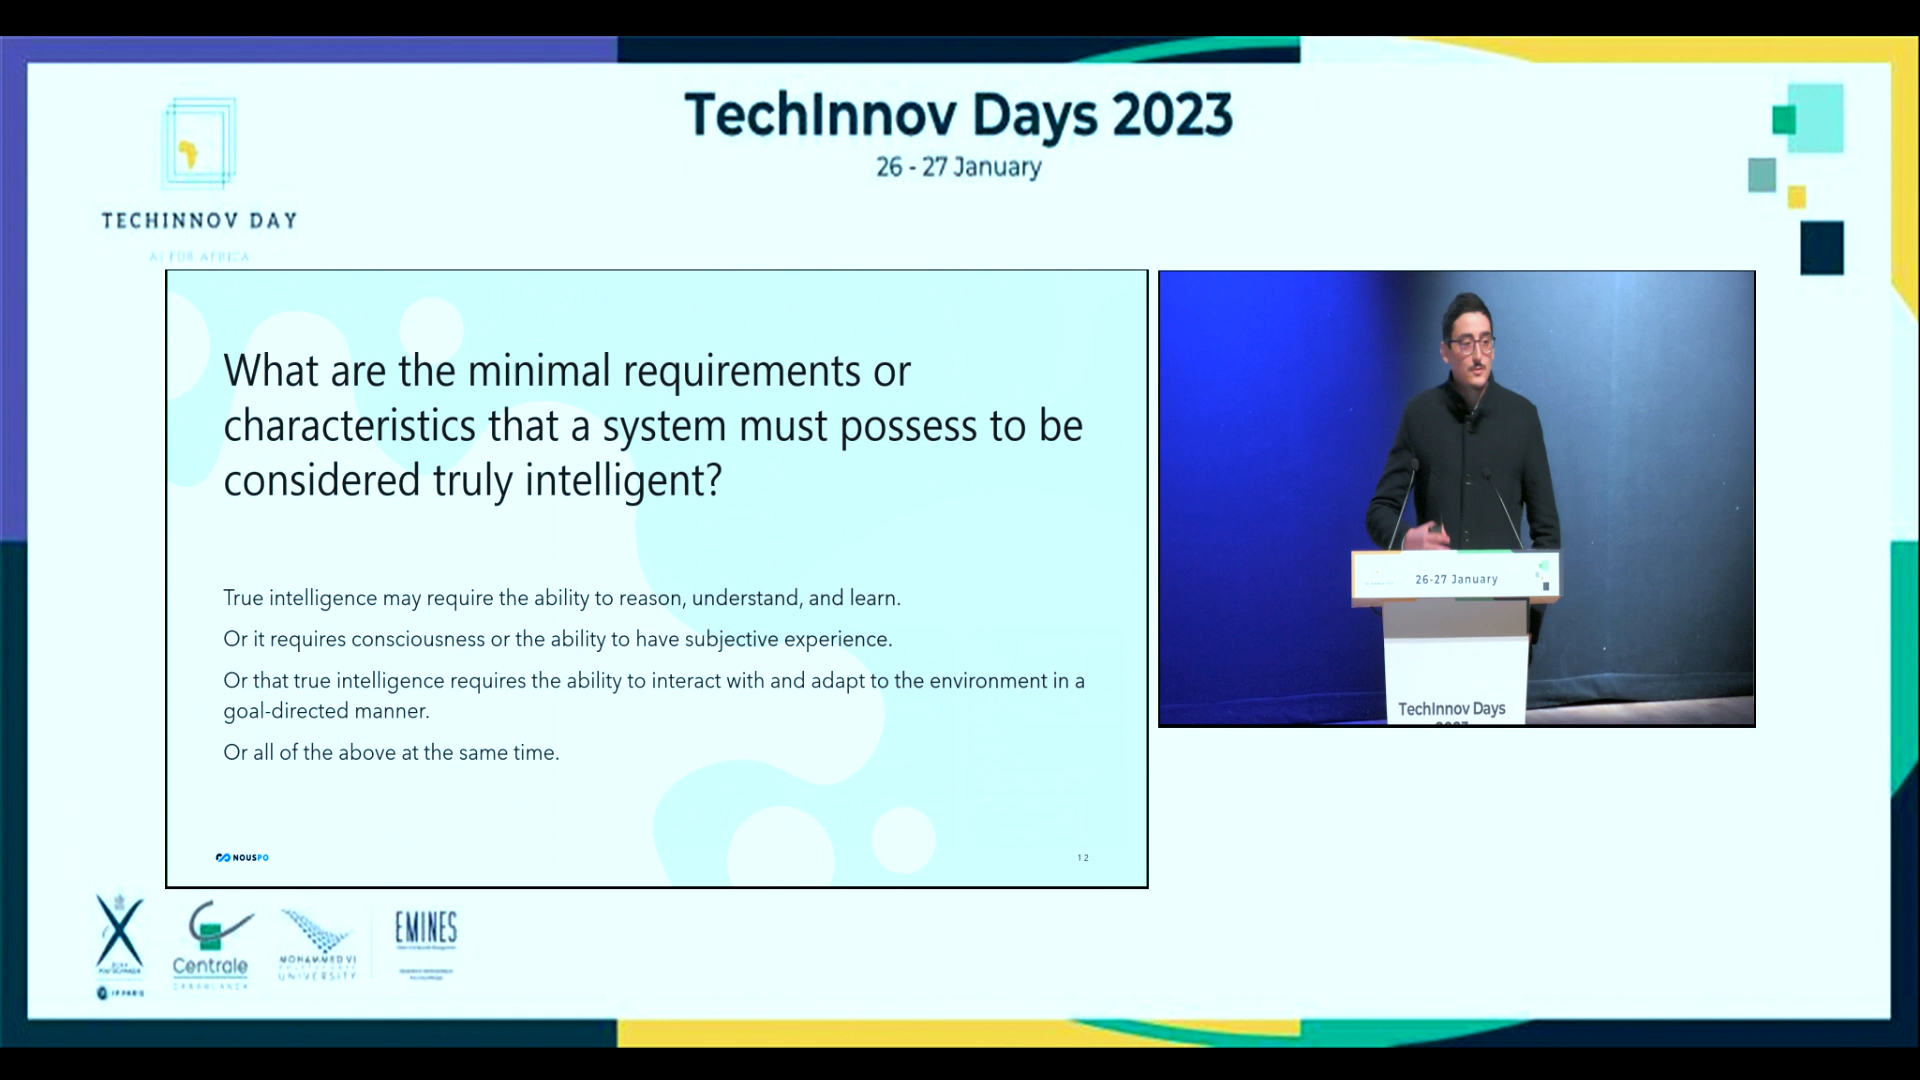 TechInnov Days 2023
26 - 27 January
TECHINNOV DAY
AI FOR AFRICA
What are the minimal requirements or
characteristics that a system must possess to be
considered truly intelligent?
True intelligence may require the ability to reason, understand, and learn.
Or it requires consciousness or the ability to have subjective experience.
Or that true intelligence requires the ability to interact with and adapt to the environment in a
goal-directed manner.
Or all of the above at the same time.
NOUSPO
12
26-27 January
TechInnov Days
2023
Centrale
CASABLANCA
MOHAMMED VI
POLYTECHNIC
UNIVERSITY
EMINES
IP PARIS